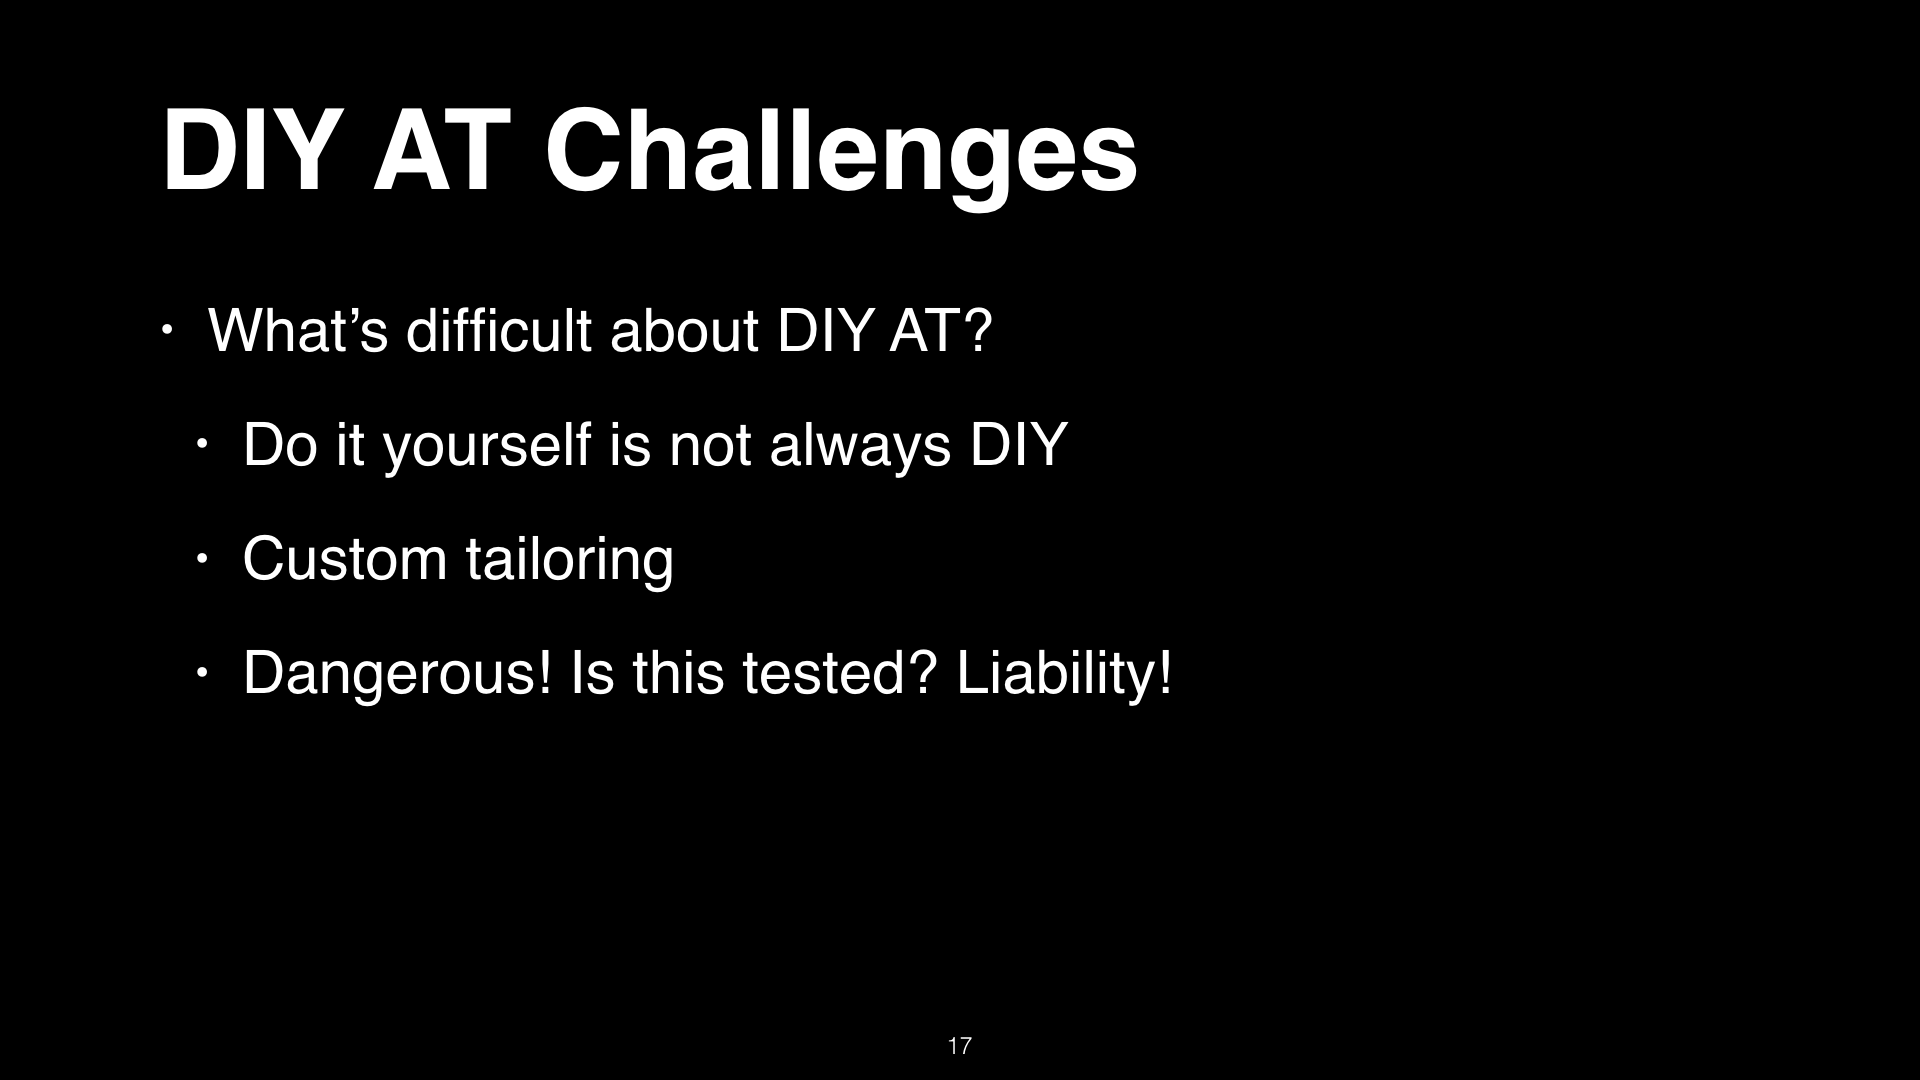 DIY AT Challenges
• What’s difficult about DIY AT?
• Do it yourself is not always DIY
• Custom tailoring
• Dangerous! Is this tested? Liability!
17